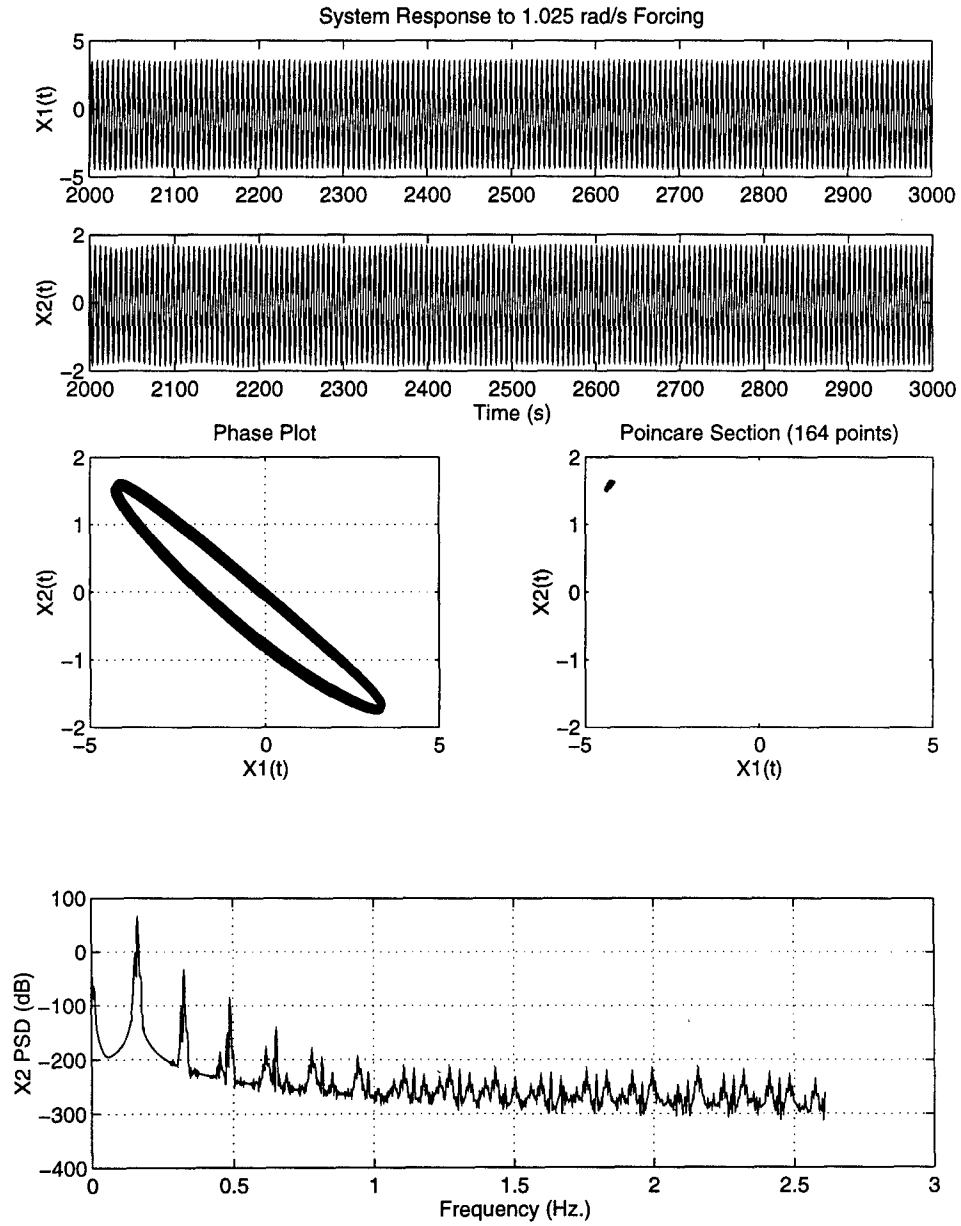 System Response to 1.025 rad/s Forcing
5
0
−5
X1(t)
2000 2100 2200 2300 2400 2500 2600 2700 2800 2900 3000
2
0
−2
X2(t)
2000 2100 2200 2300 2400 2500 2600 2700 2800 2900 3000
Time (s)
Phase Plot
2
1
0
−1
−2
X2(t)
−5 0 5
X1(t)
Poincare Section (164 points)
2
1
0
−1
−2
X2(t)
−5 0 5
X1(t)
100
0
−100
−200
−300
−400
X2 PSD (dB)
0 0.5 1 1.5 2 2.5 3
Frequency (Hz.)